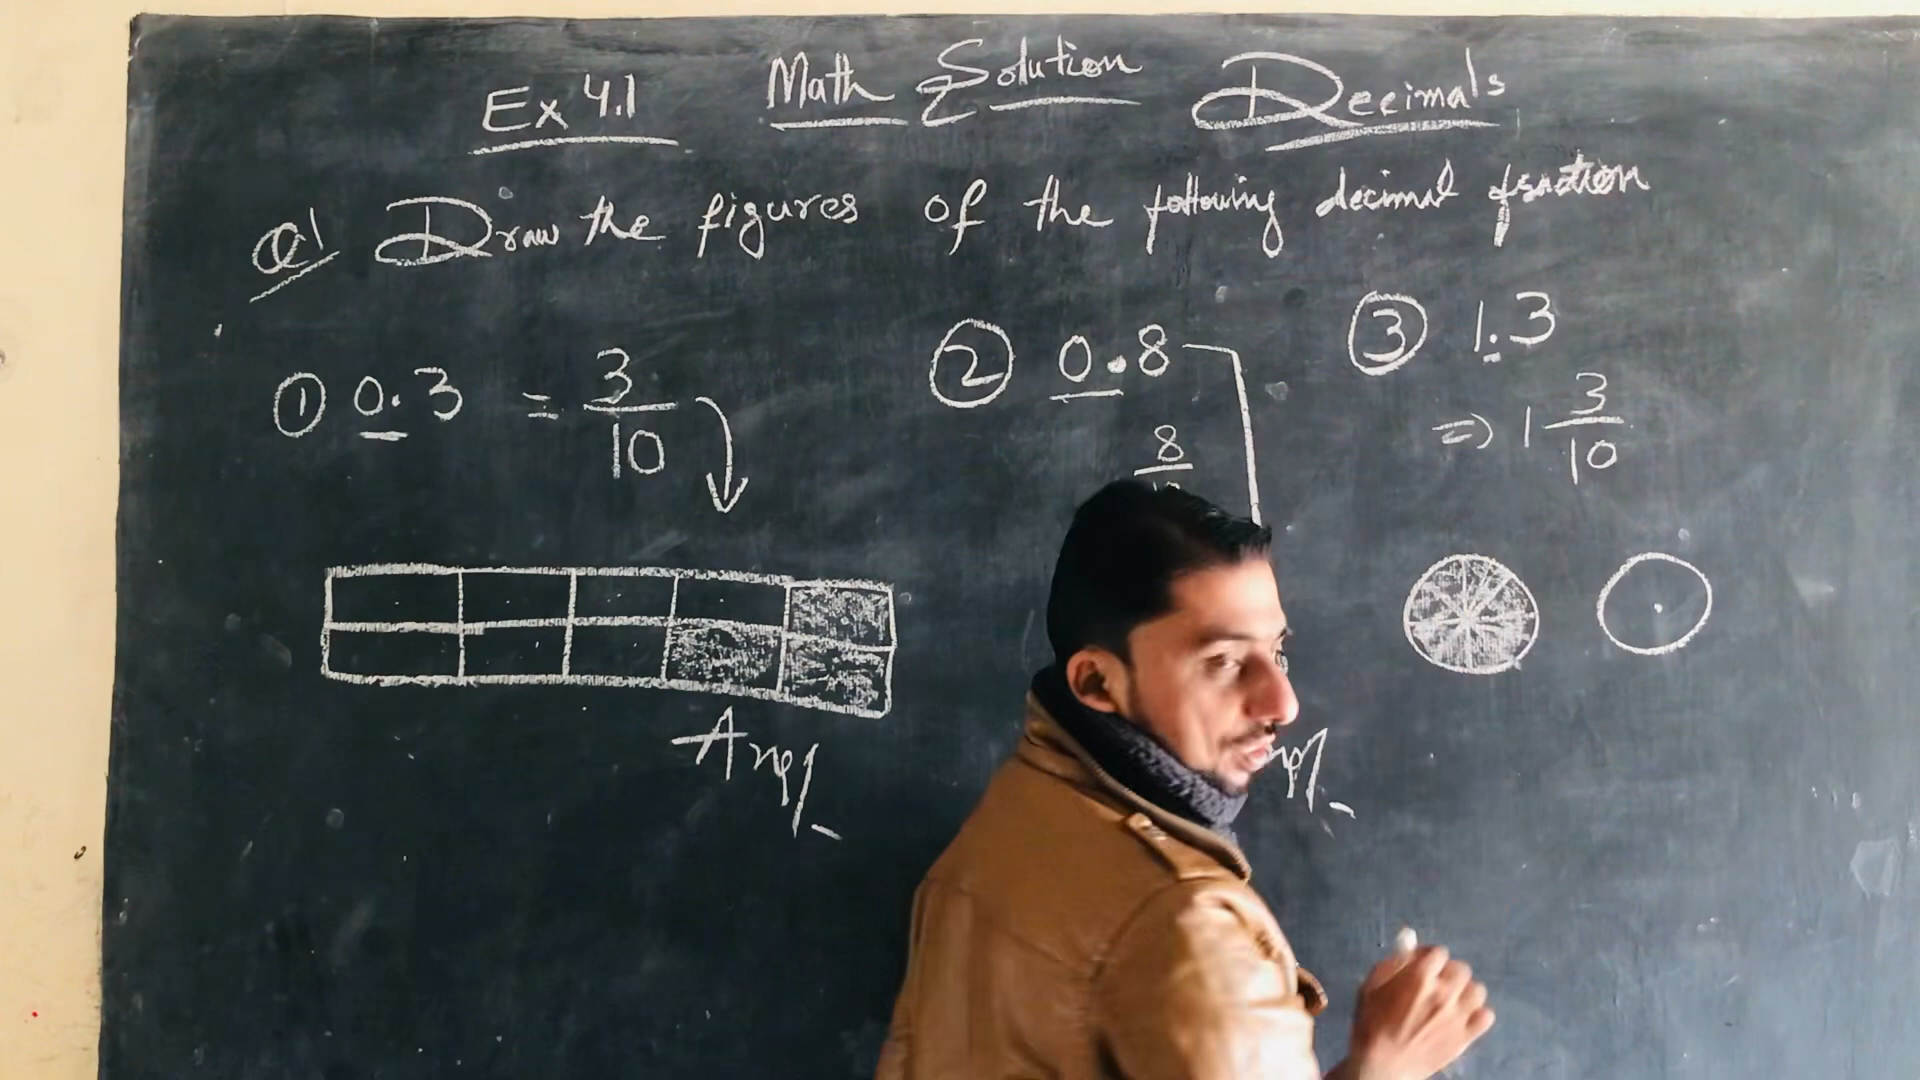 Ex 4.1 Math Solution Decimals
Q1 Draw the figures of the following decimal fraction
① 0.3 = 3/10
② 0.8
8
③ 1.3
⇒ 1 3/10
Ans